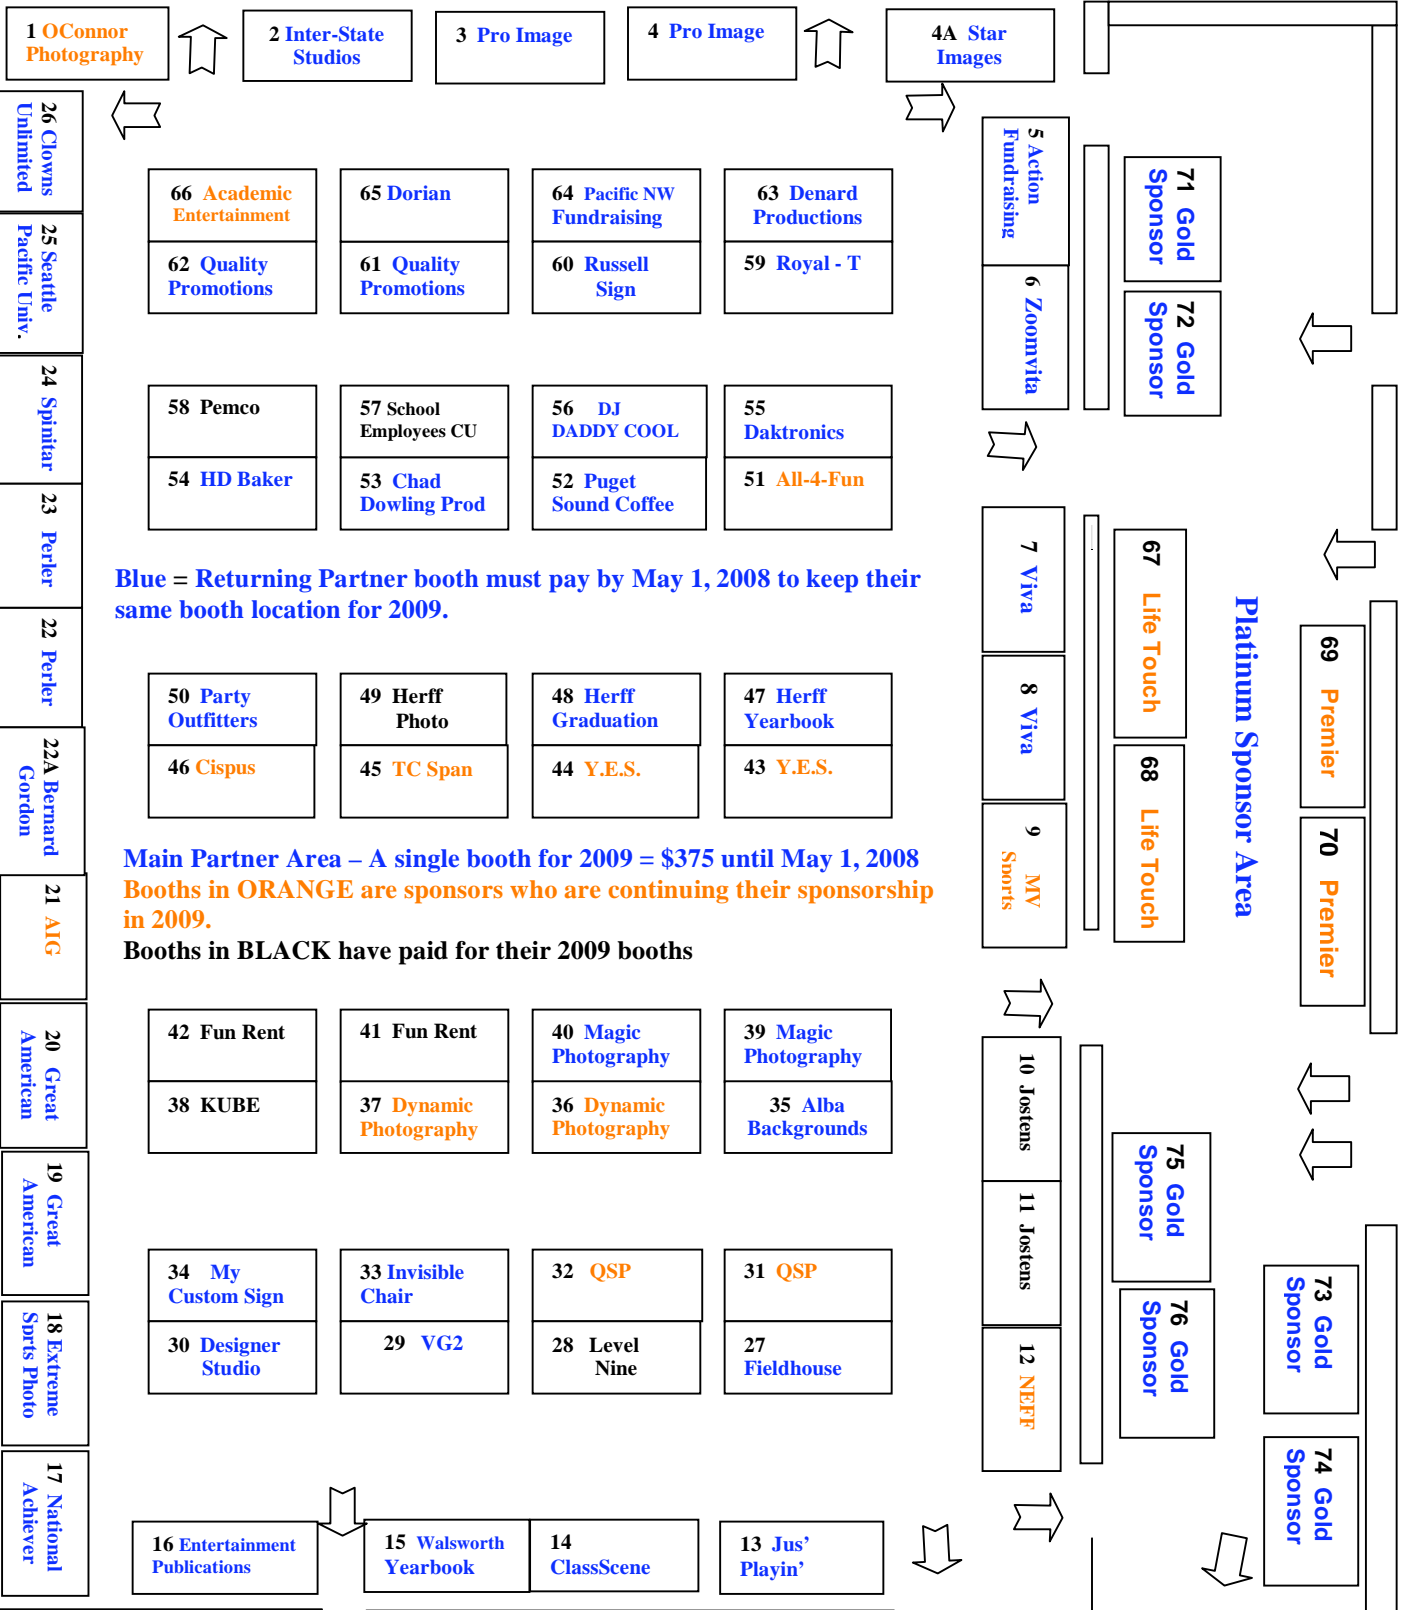 1 OConnor
Photography
2 Inter-State
Studios
3 Pro Image
4 Pro Image
4A Star
Images
26 Clowns
Unlimited
25 Seattle
Pacific Univ.
24 Spinitar
23 Perler
22 Perler
22A Bernard
Gordon
21 AIG
20 Great
American
19 Great
American
18 Extreme
Sprts Photo
17 National
Achiever
66 Academic
Entertainment
65 Dorian
64 Pacific NW
Fundraising
63 Denard
Productions
62 Quality
Promotions
61 Quality
Promotions
60 Russell
Sign
59 Royal - T
58 Pemco
57 School
Employees CU
56 DJ
DADDY COOL
55
Daktronics
54 HD Baker
53 Chad
Dowling Prod
52 Puget
Sound Coffee
51 All-4-Fun
Blue = Returning Partner booth must pay by May 1, 2008 to keep their
same booth location for 2009.
50 Party
Outfitters
49 Herff
Photo
48 Herff
Graduation
47 Herff
Yearbook
46 Cispus
45 TC Span
44 Y.E.S.
43 Y.E.S.
Main Partner Area – A single booth for 2009 = $375 until May 1, 2008
Booths in ORANGE are sponsors who are continuing their sponsorship
in 2009.
Booths in BLACK have paid for their 2009 booths
42 Fun Rent
41 Fun Rent
40 Magic
Photography
39 Magic
Photography
38 KUBE
37 Dynamic
Photography
36 Dynamic
Photography
35 Alba
Backgrounds
34 My
Custom Sign
33 Invisible
Chair
32 QSP
31 QSP
30 Designer
Studio
29 VG2
28 Level
Nine
27
Fieldhouse
16 Entertainment
Publications
15 Walsworth
Yearbook
14
ClassScene
13 Jus’
Playin’
5 Action
Fundraising
6 Zoomvita
7 Viva
8 Viva
9 MV
Sports
10 Jostens
11 Jostens
12 NEFF
71 Gold
Sponsor
72 Gold
Sponsor
67 Life Touch
68 Life Touch
Platinum Sponsor Area
69 Premier
70 Premier
75 Gold
Sponsor
76 Gold
Sponsor
73 Gold
Sponsor
74 Gold
Sponsor